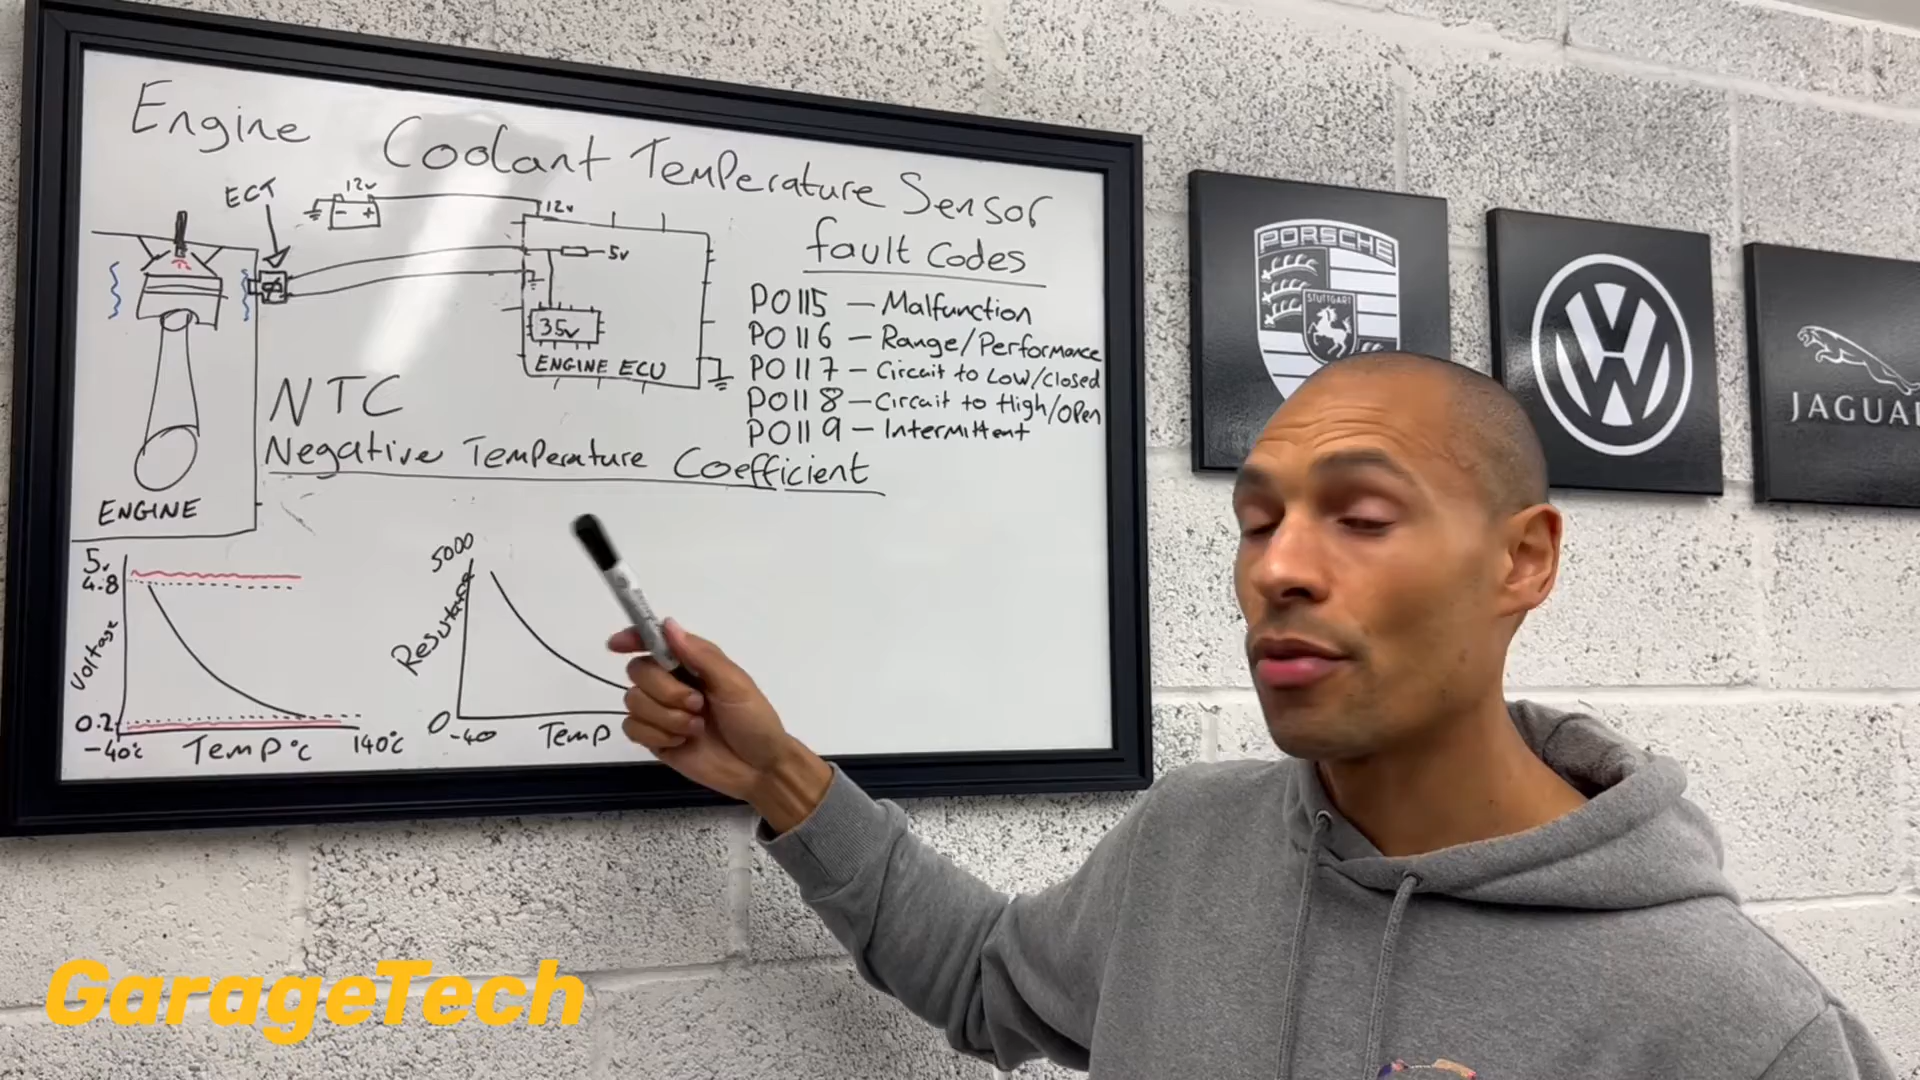 Engine Coolant Temperature Sensor
fault Codes
ECT
12v
- +
12v
5v
3.5v
ENGINE ECU
P0115 – Malfunction
P0116 – Range/Performance
P0117 – Circuit to Low/Closed
P0118 – Circuit to High/Open
P0119 – Intermittent
NTC
Negative Temperature Coefficient
ENGINE
5v
4.8
Voltage
0.2
-40°c Temp°c 140°c
5000
Resistance
0
-40 Temp
PORSCHE
STUTTGART
JAGUA
GarageTech